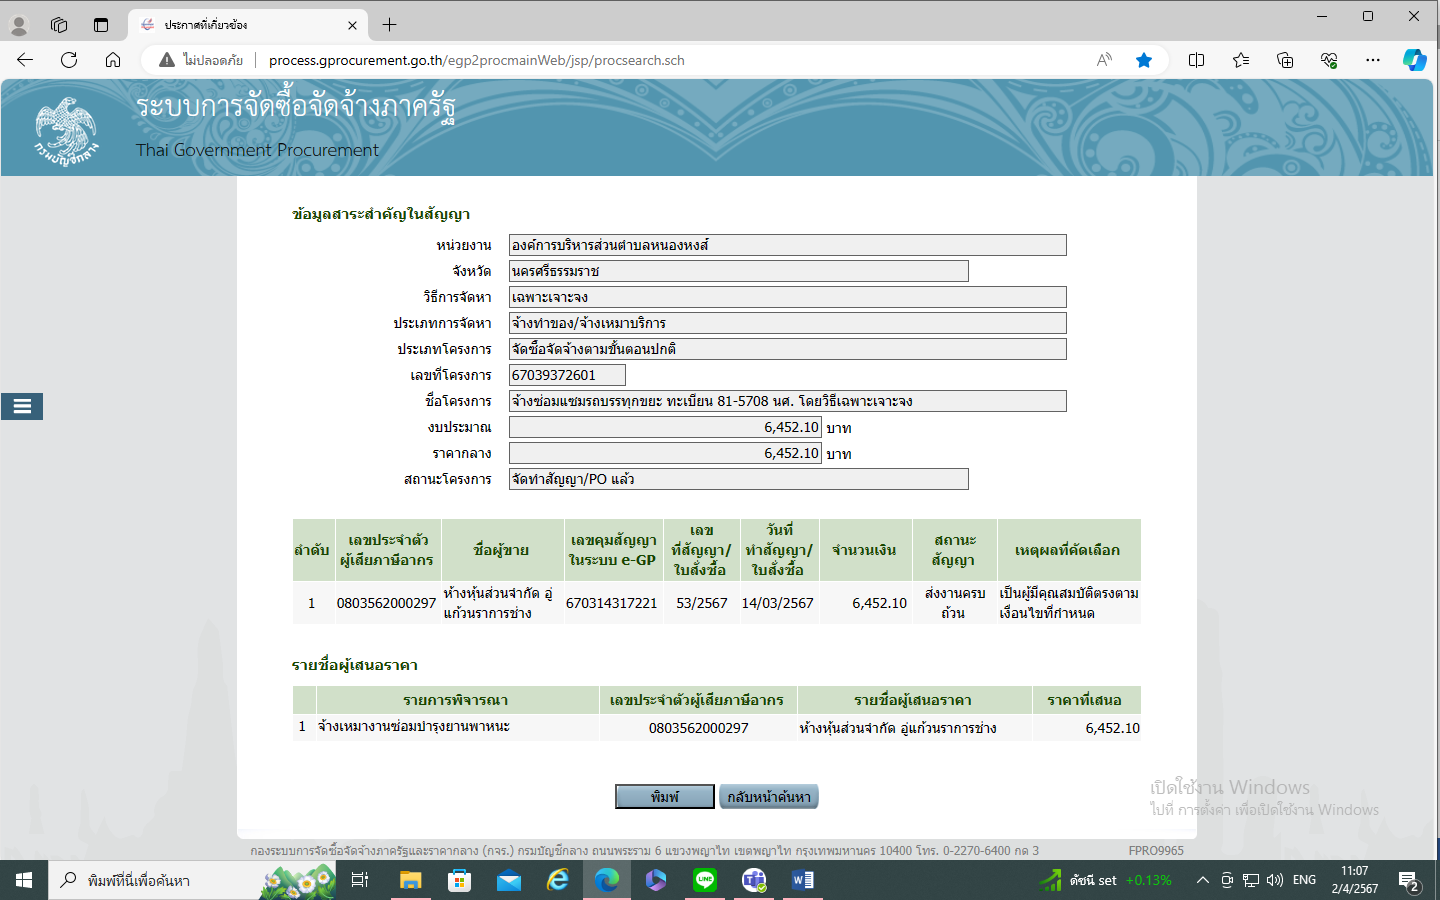 ประกาศที่เกี่ยวข้อง
ไม่ปลอดภัย
process.gprocurement.go.th/egp2procmainWeb/jsp/procsearch.sch
ระบบการจัดซื้อจัดจ้างภาครัฐ
Thai Government Procurement
กรมบัญชีกลาง
ข้อมูลสาระสำคัญในสัญญา
หน่วยงาน องค์การบริหารส่วนตำบลหนองหงส์
จังหวัด นครศรีธรรมราช
วิธีการจัดหา เฉพาะเจาะจง
ประเภทการจัดหา จ้างทำของ/จ้างเหมาบริการ
ประเภทโครงการ จัดซื้อจัดจ้างตามขั้นตอนปกติ
เลขที่โครงการ 67039372601
ชื่อโครงการ จ้างซ่อมแซมรถบรรทุกขยะ ทะเบียน 81-5708 นศ. โดยวิธีเฉพาะเจาะจง
งบประมาณ 6,452.10 บาท
ราคากลาง 6,452.10 บาท
สถานะโครงการ จัดทำสัญญา/PO แล้ว
ลำดับ เลขประจำตัวผู้เสียภาษีอากร ชื่อผู้ขาย เลขคุมสัญญาในระบบ e-GP เลขที่สัญญา/ใบสั่งซื้อ วันที่ทำสัญญา/ใบสั่งซื้อ จำนวนเงิน สถานะสัญญา เหตุผลที่คัดเลือก
1 0803562000297 ห้างหุ้นส่วนจำกัด อู่แก้วนราการช่าง 670314317221 53/2567 14/03/2567 6,452.10 ส่งงานครบถ้วน เป็นผู้มีคุณสมบัติตรงตามเงื่อนไขที่กำหนด
รายชื่อผู้เสนอราคา
รายการพิจารณา เลขประจำตัวผู้เสียภาษีอากร รายชื่อผู้เสนอราคา ราคาที่เสนอ
1 จ้างเหมางานซ่อมบำรุงยานพาหนะ 0803562000297 ห้างหุ้นส่วนจำกัด อู่แก้วนราการช่าง 6,452.10
พิมพ์ กลับหน้าค้นหา
เปิดใช้งาน Windows
ไปที่ การตั้งค่า เพื่อเปิดใช้งาน Windows
กองระบบการจัดซื้อจัดจ้างภาครัฐและราคากลาง (กจร.) กรมบัญชีกลาง ถนนพระราม 6 แขวงพญาไท เขตพญาไท กรุงเทพมหานคร 10400 โทร. 0-2270-6400 กด 3 FPRO9965
พิมพ์ที่นี่เพื่อค้นหา
ดัชนี set +0.13% ENG 11:07
2/4/2567
2